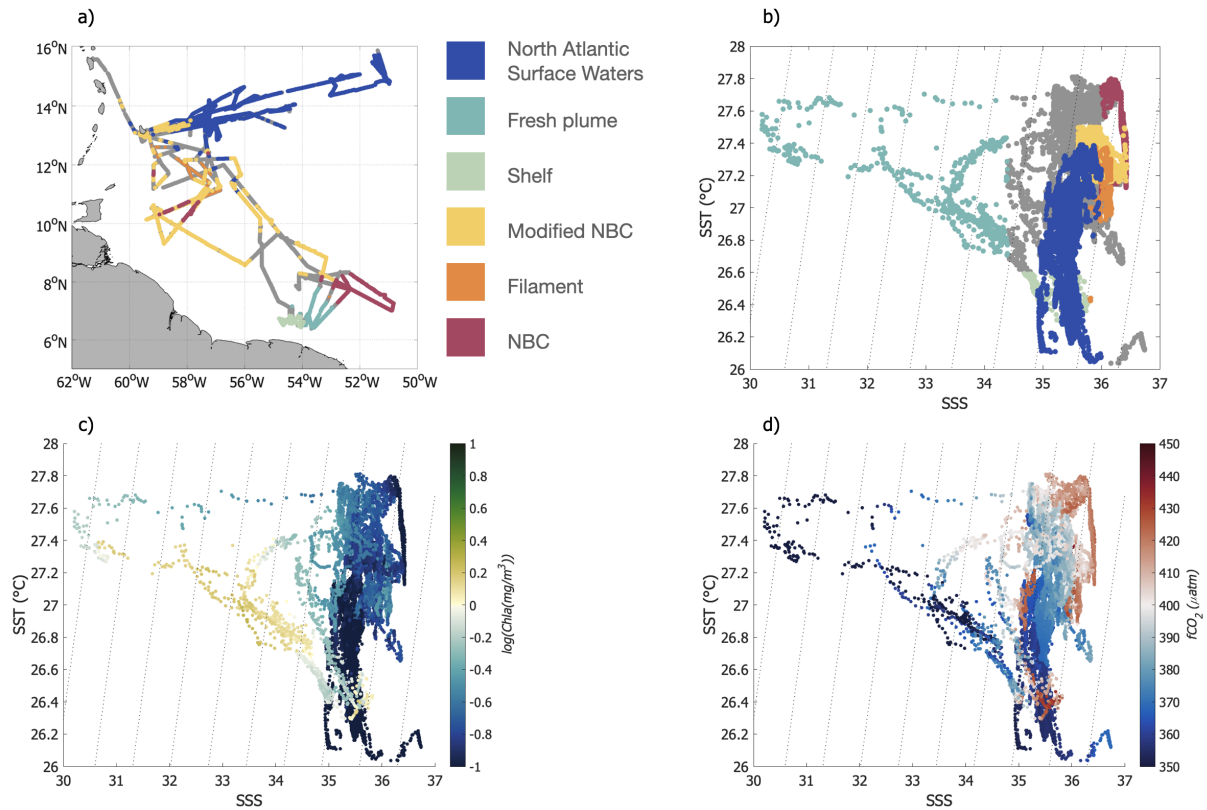 a)
16°N
14°N
12°N
10°N
8°N
6°N
62°W
60°W
58°W
56°W
54°W
52°W
50°W
North Atlantic
Surface Waters
Fresh plume
Shelf
Modified NBC
Filament
NBC
b)
28
27.8
27.6
27.4
27.2
27
26.8
26.6
26.4
26.2
26
SST (°C)
30
31
32
33
34
35
36
37
SSS
c)
28
27.8
27.6
27.4
27.2
27
26.8
26.6
26.4
26.2
26
SST (°C)
30
31
32
33
34
35
36
37
SSS
1
0.8
0.6
0.4
0.2
0
-0.2
-0.4
-0.6
-0.8
-1
log(Chla(mg/m³))
d)
28
27.8
27.6
27.4
27.2
27
26.8
26.6
26.4
26.2
26
SST (°C)
30
31
32
33
34
35
36
37
SSS
450
440
430
420
410
400
390
380
370
360
350
fCO₂ (µatm)